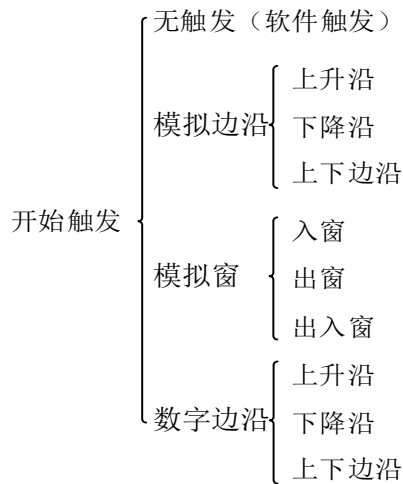 无触发（软件触发）
上升沿
模拟边沿
下降沿
上下边沿
开始触发
入窗
模拟窗
出窗
出入窗
上升沿
数字边沿
下降沿
上下边沿